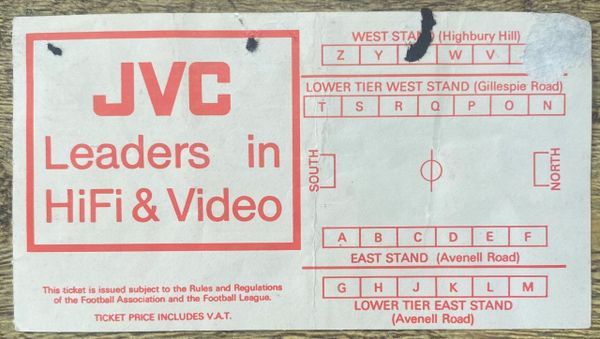 JVC
Leaders in
HiFi & Video
This ticket is issued subject to the Rules and Regulations
of the Football Association and the Football League.
TICKET PRICE INCLUDES V.A.T.
WEST STAND (Highbury Hill)
Z Y W V
LOWER TIER WEST STAND (Gillespie Road)
T S R Q P O N
SOUTH
NORTH
A B C D E F
EAST STAND (Avenell Road)
G H J K L M
LOWER TIER EAST STAND
(Avenell Road)